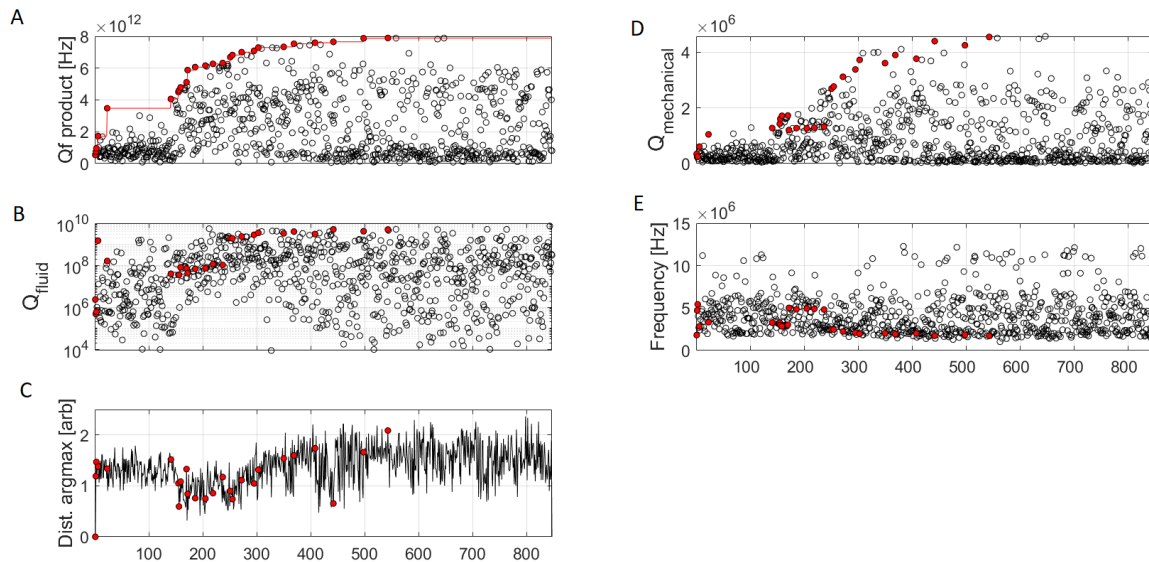 A
×10^12
8
6
4
2
0
Qf product [Hz]
B
10^10
10^8
10^6
10^4
Q_fluid
C
2
1
0
Dist. argmax [arb]
100 200 300 400 500 600 700 800
D
×10^6
4
2
0
Q_mechanical
E
×10^6
15
10
5
0
Frequency [Hz]
100 200 300 400 500 600 700 800